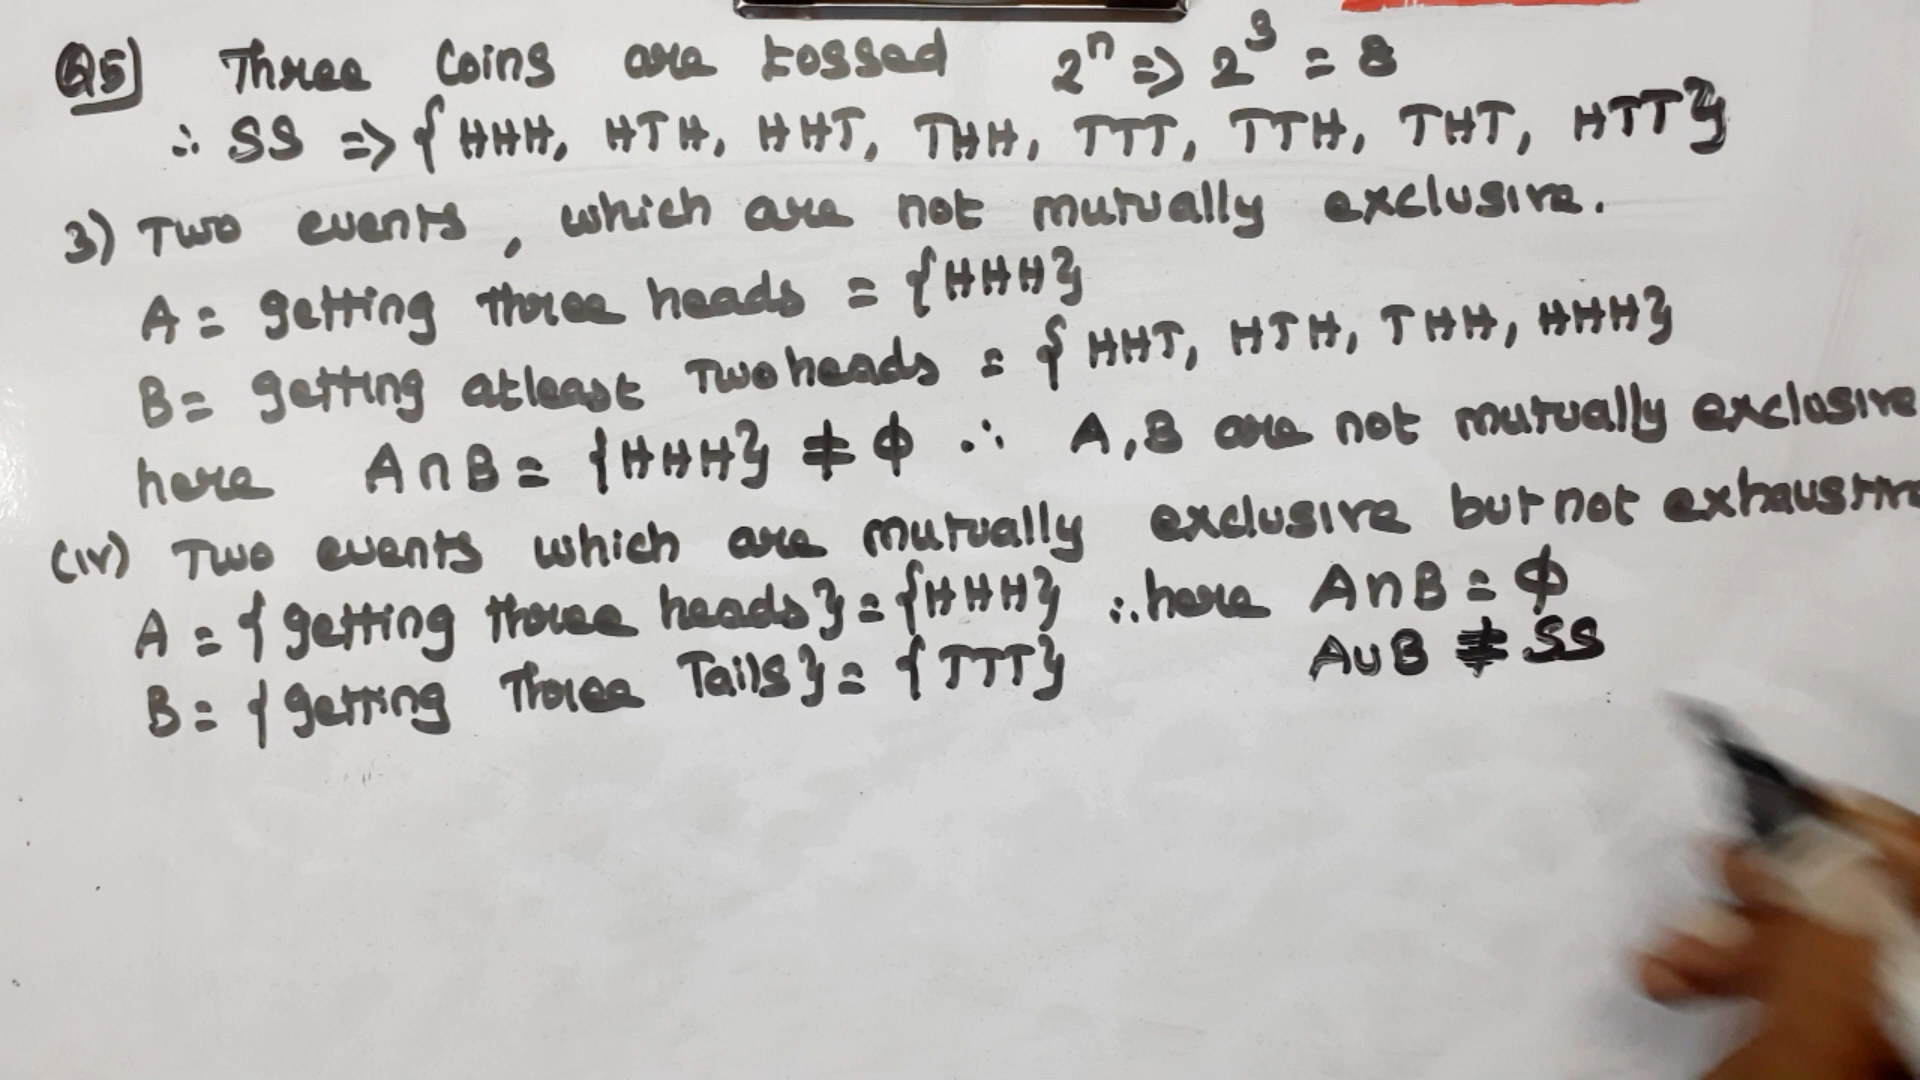 Q5) Three Coins are tossed 2ⁿ => 2³ = 8
∴ SS => { HHH, HTH, HHT, THH, TTT, TTH, THT, HTT}
3) Two events, which are not mutually exclusive.
A = getting three heads = {HHH}
B = getting atleast Two heads = { HHT, HTH, THH, HHH}
here A∩B = {HHH} ≠ ϕ ∴ A,B are not mutually exclusive
(iv) Two events which are mutually exclusive but not exhaustive
A = { getting three heads} = {HHH} ∴ here A∩B = ϕ
B = { getting Three Tails} = { TTT} A∪B ≠ SS